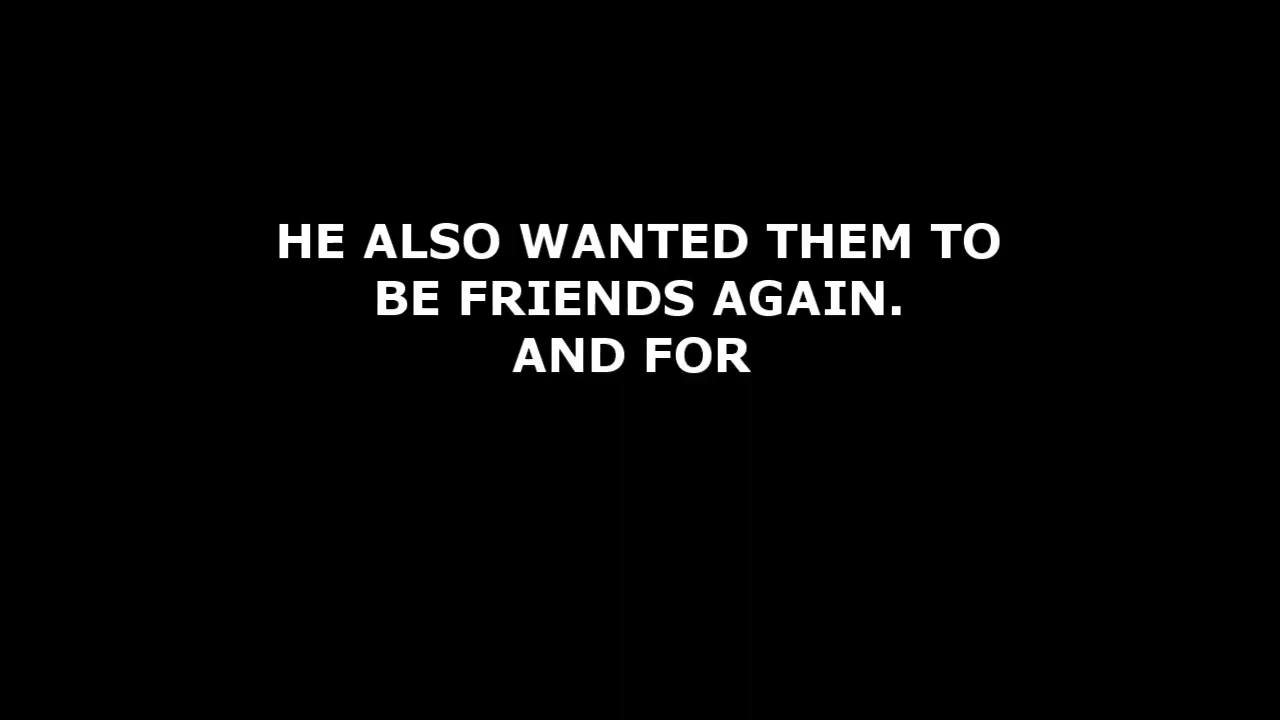 HE ALSO WANTED THEM TO
BE FRIENDS AGAIN.
AND FOR